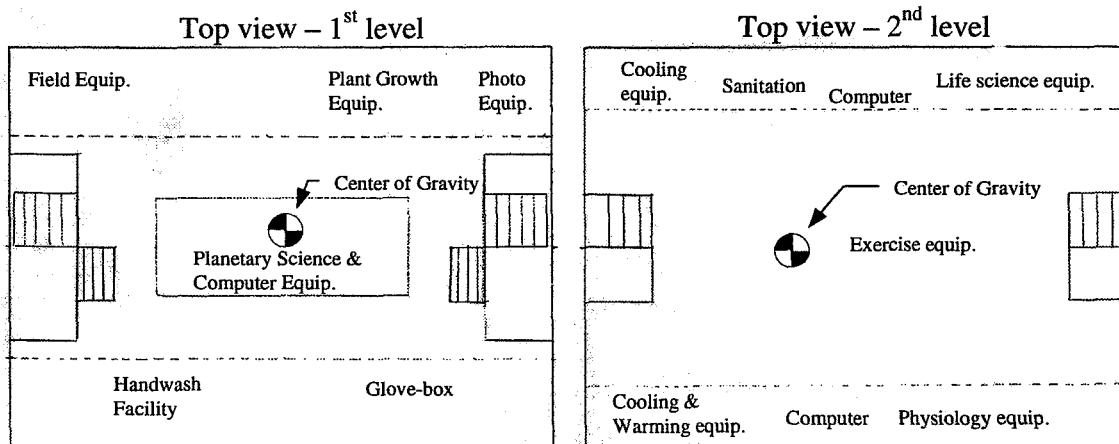 Top view – 1st level
Field Equip.
Plant Growth
Equip.
Photo
Equip.
Center of Gravity
Planetary Science &
Computer Equip.
Handwash
Facility
Glove-box
Top view – 2nd level
Cooling
equip.
Sanitation
Computer
Life science equip.
Center of Gravity
Exercise equip.
Cooling &
Warming equip.
Computer
Physiology equip.